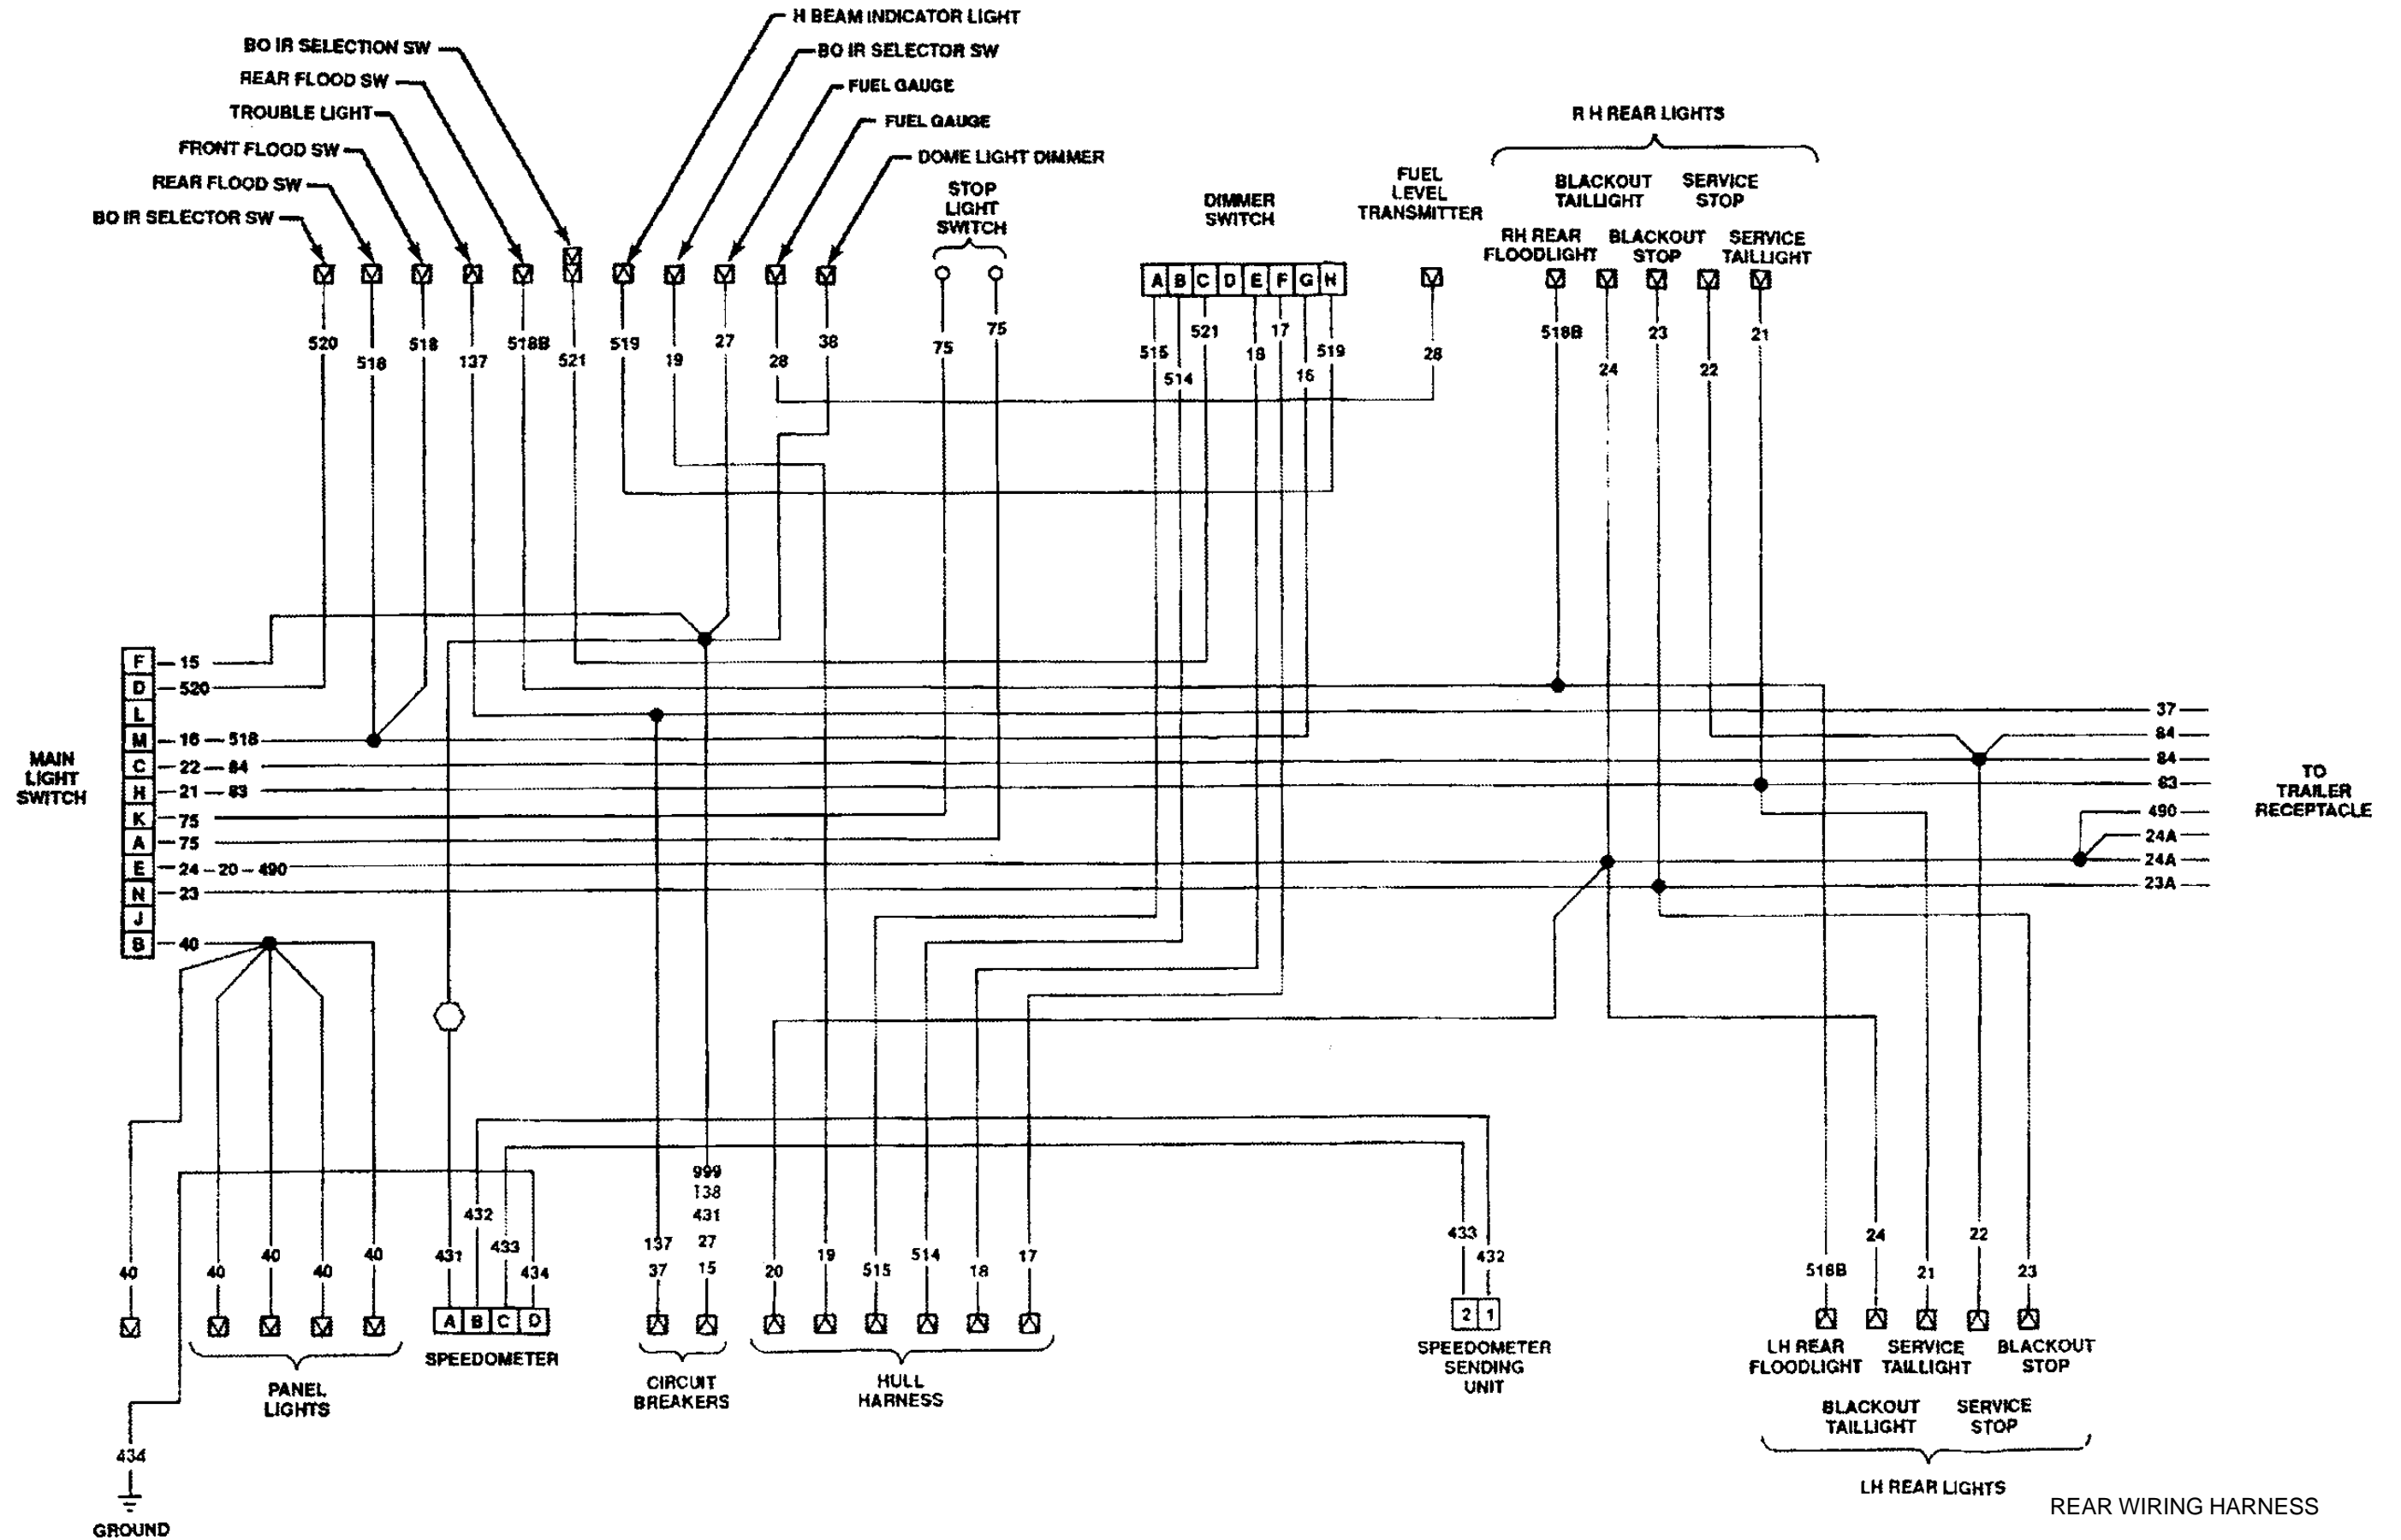 H BEAM INDICATOR LIGHT
BO IR SELECTION SW
BO IR SELECTOR SW
REAR FLOOD SW
FUEL GAUGE
TROUBLE LIGHT
FUEL GAUGE
FRONT FLOOD SW
DOME LIGHT DIMMER
REAR FLOOD SW
BO IR SELECTOR SW
STOP
LIGHT
SWITCH
DIMMER
SWITCH
FUEL
LEVEL
TRANSMITTER
R H REAR LIGHTS
BLACKOUT
TAILLIGHT
SERVICE
STOP
RH REAR
FLOODLIGHT
BLACKOUT
STOP
SERVICE
TAILLIGHT
A B C D E F G H
520
518
518
137
518B
521
519
19
27
28
38
75
75
515
514
521
18
17
16
519
28
518B
24
23
22
21
MAIN
LIGHT
SWITCH
F 15
D 520
L
M 16 518
C 22 84
H 21 83
K 75
A 75
E 24 20 490
N 23
J
B 40
37
84
84
83
490
24A
24A
23A
TO
TRAILER
RECEPTACLE
999
138
431
27
15
137
37
40
40
40
40
40
431
432
433
434
20
19
515
514
18
17
433
432
518B
24
21
22
23
A B C D
SPEEDOMETER
2 1
SPEEDOMETER
SENDING
UNIT
PANEL
LIGHTS
CIRCUIT
BREAKERS
HULL
HARNESS
LH REAR
FLOODLIGHT
SERVICE
TAILLIGHT
BLACKOUT
STOP
BLACKOUT
TAILLIGHT
SERVICE
STOP
LH REAR LIGHTS
434
GROUND
REAR WIRING HARNESS